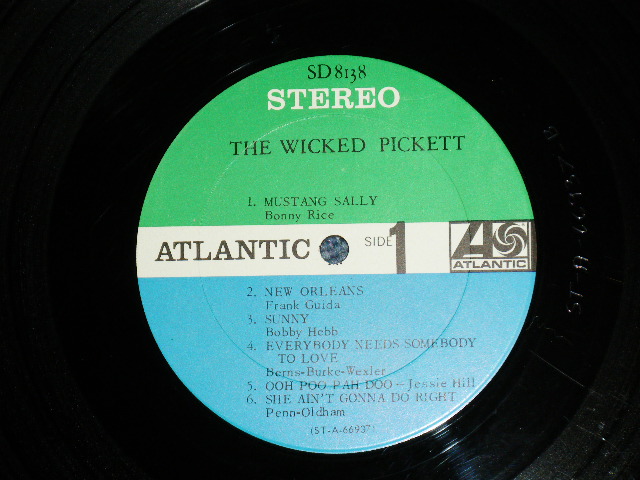 SD 8138
STEREO
THE WICKED PICKETT
1. MUSTANG SALLY
Bonny Rice
ATLANTIC
SIDE 1
ATLANTIC
2. NEW ORLEANS
Frank Guida
3. SUNNY
Bobby Hebb
4. EVERYBODY NEEDS SOMEBODY
TO LOVE
Berns-Burke-Wexler
5. OOH POO PAH DOO - Jessie Hill
6. SHE AIN'T GONNA DO RIGHT
Penn-Oldham
(ST-A-66937)